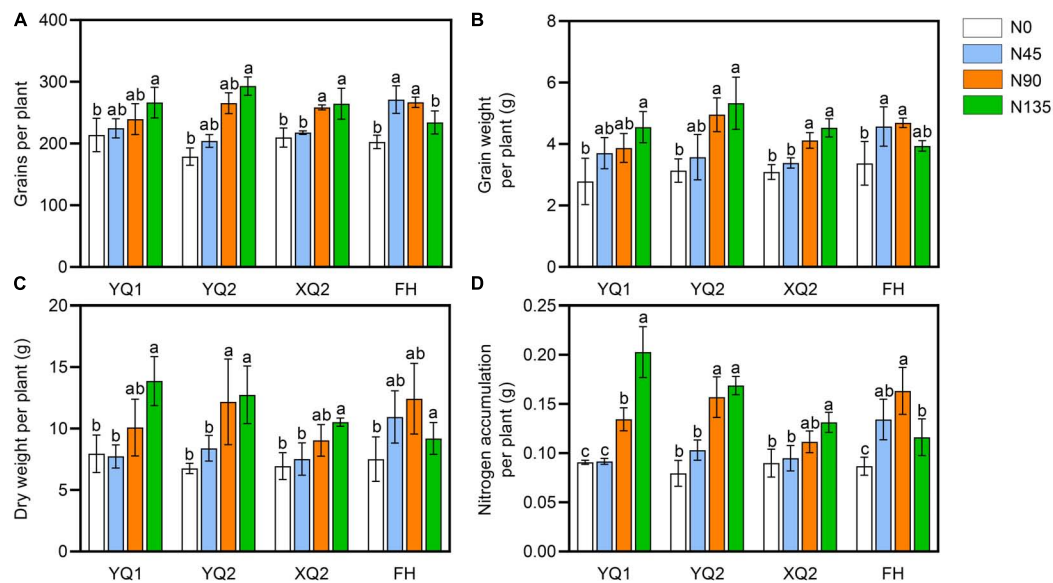 A
Grains per plant
400
300
200
100
0
b ab ab a
b ab ab a
b b a a
b a a b
YQ1 YQ2 XQ2 FH
B
Grain weight
per plant (g)
8
6
4
2
0
b ab ab a
b ab a a
b b a a
b a a ab
YQ1 YQ2 XQ2 FH
N0
N45
N90
N135
C
Dry weight per plant (g)
20
15
10
5
0
b b ab a
b b a a
b b ab a
b ab ab a
YQ1 YQ2 XQ2 FH
D
Nitrogen accumulation
per plant (g)
0.25
0.20
0.15
0.10
0.05
0.00
c c b a
b b a a
b b ab a
c ab a b
YQ1 YQ2 XQ2 FH